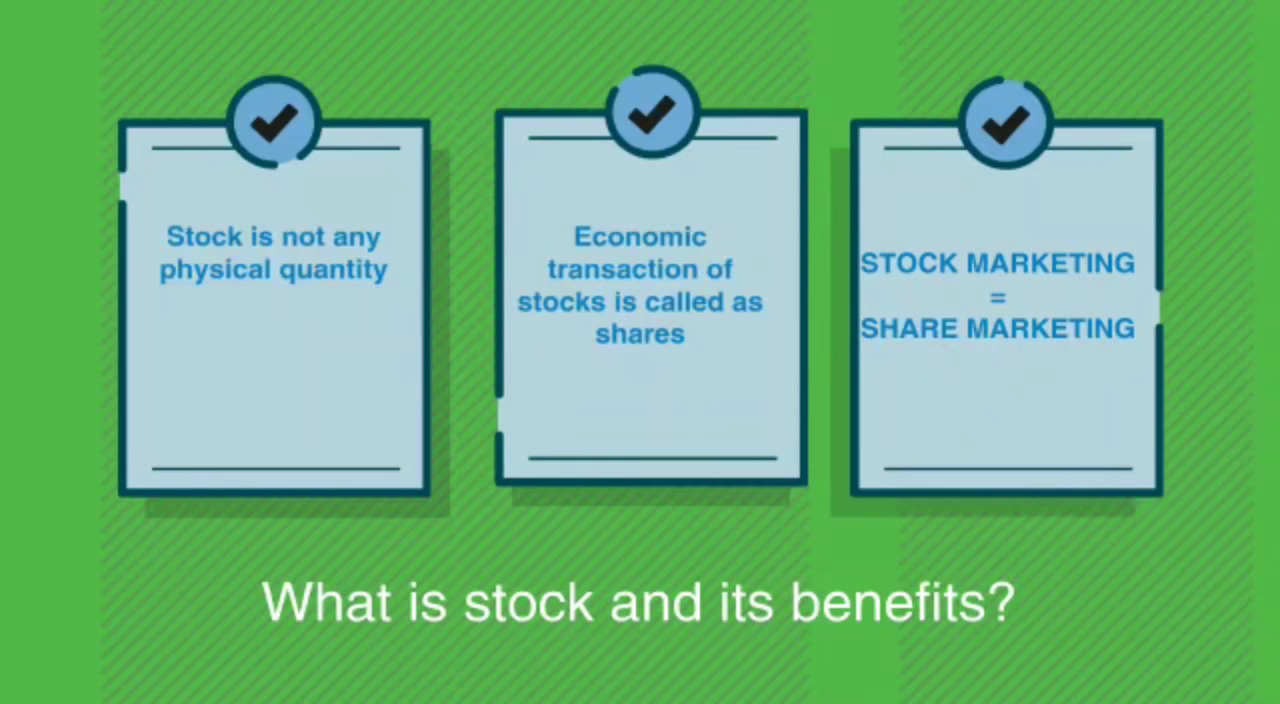 Stock is not any
physical quantity
Economic
transaction of
stocks is called as
shares
STOCK MARKETING
=
SHARE MARKETING
What is stock and its benefits?